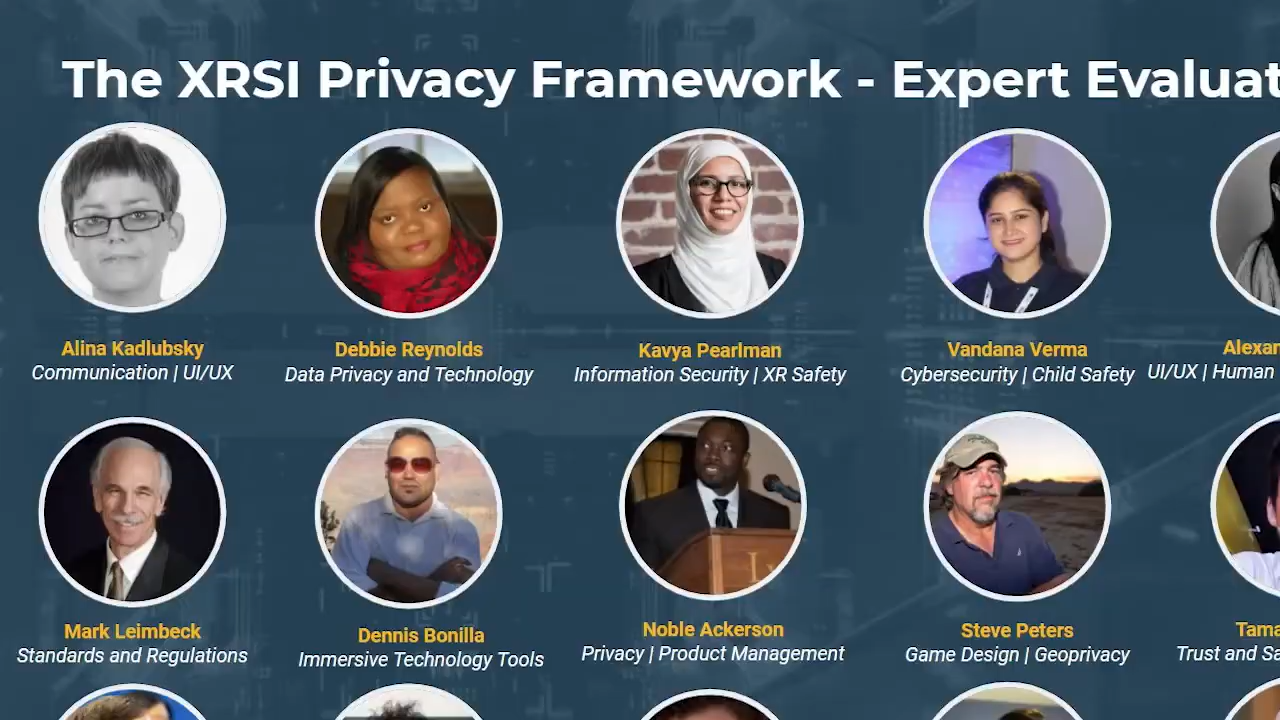 The XRSI Privacy Framework - Expert Evaluat
Alina Kadlubsky
Communication | UI/UX
Debbie Reynolds
Data Privacy and Technology
Kavya Pearlman
Information Security | XR Safety
Vandana Verma
Cybersecurity | Child Safety
Alexan
UI/UX | Human
Mark Leimbeck
Standards and Regulations
Dennis Bonilla
Immersive Technology Tools
Noble Ackerson
Privacy | Product Management
Steve Peters
Game Design | Geoprivacy
Tama
Trust and Sa